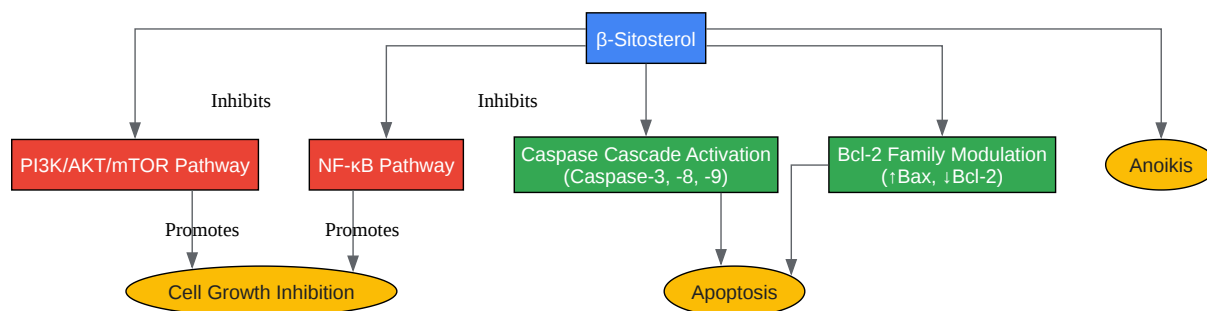 β-Sitosterol
Inhibits
Inhibits
PI3K/AKT/mTOR Pathway
NF-κB Pathway
Caspase Cascade Activation
(Caspase-3, -8, -9)
Bcl-2 Family Modulation
(↑Bax, ↓Bcl-2)
Anoikis
Promotes
Promotes
Cell Growth Inhibition
Apoptosis